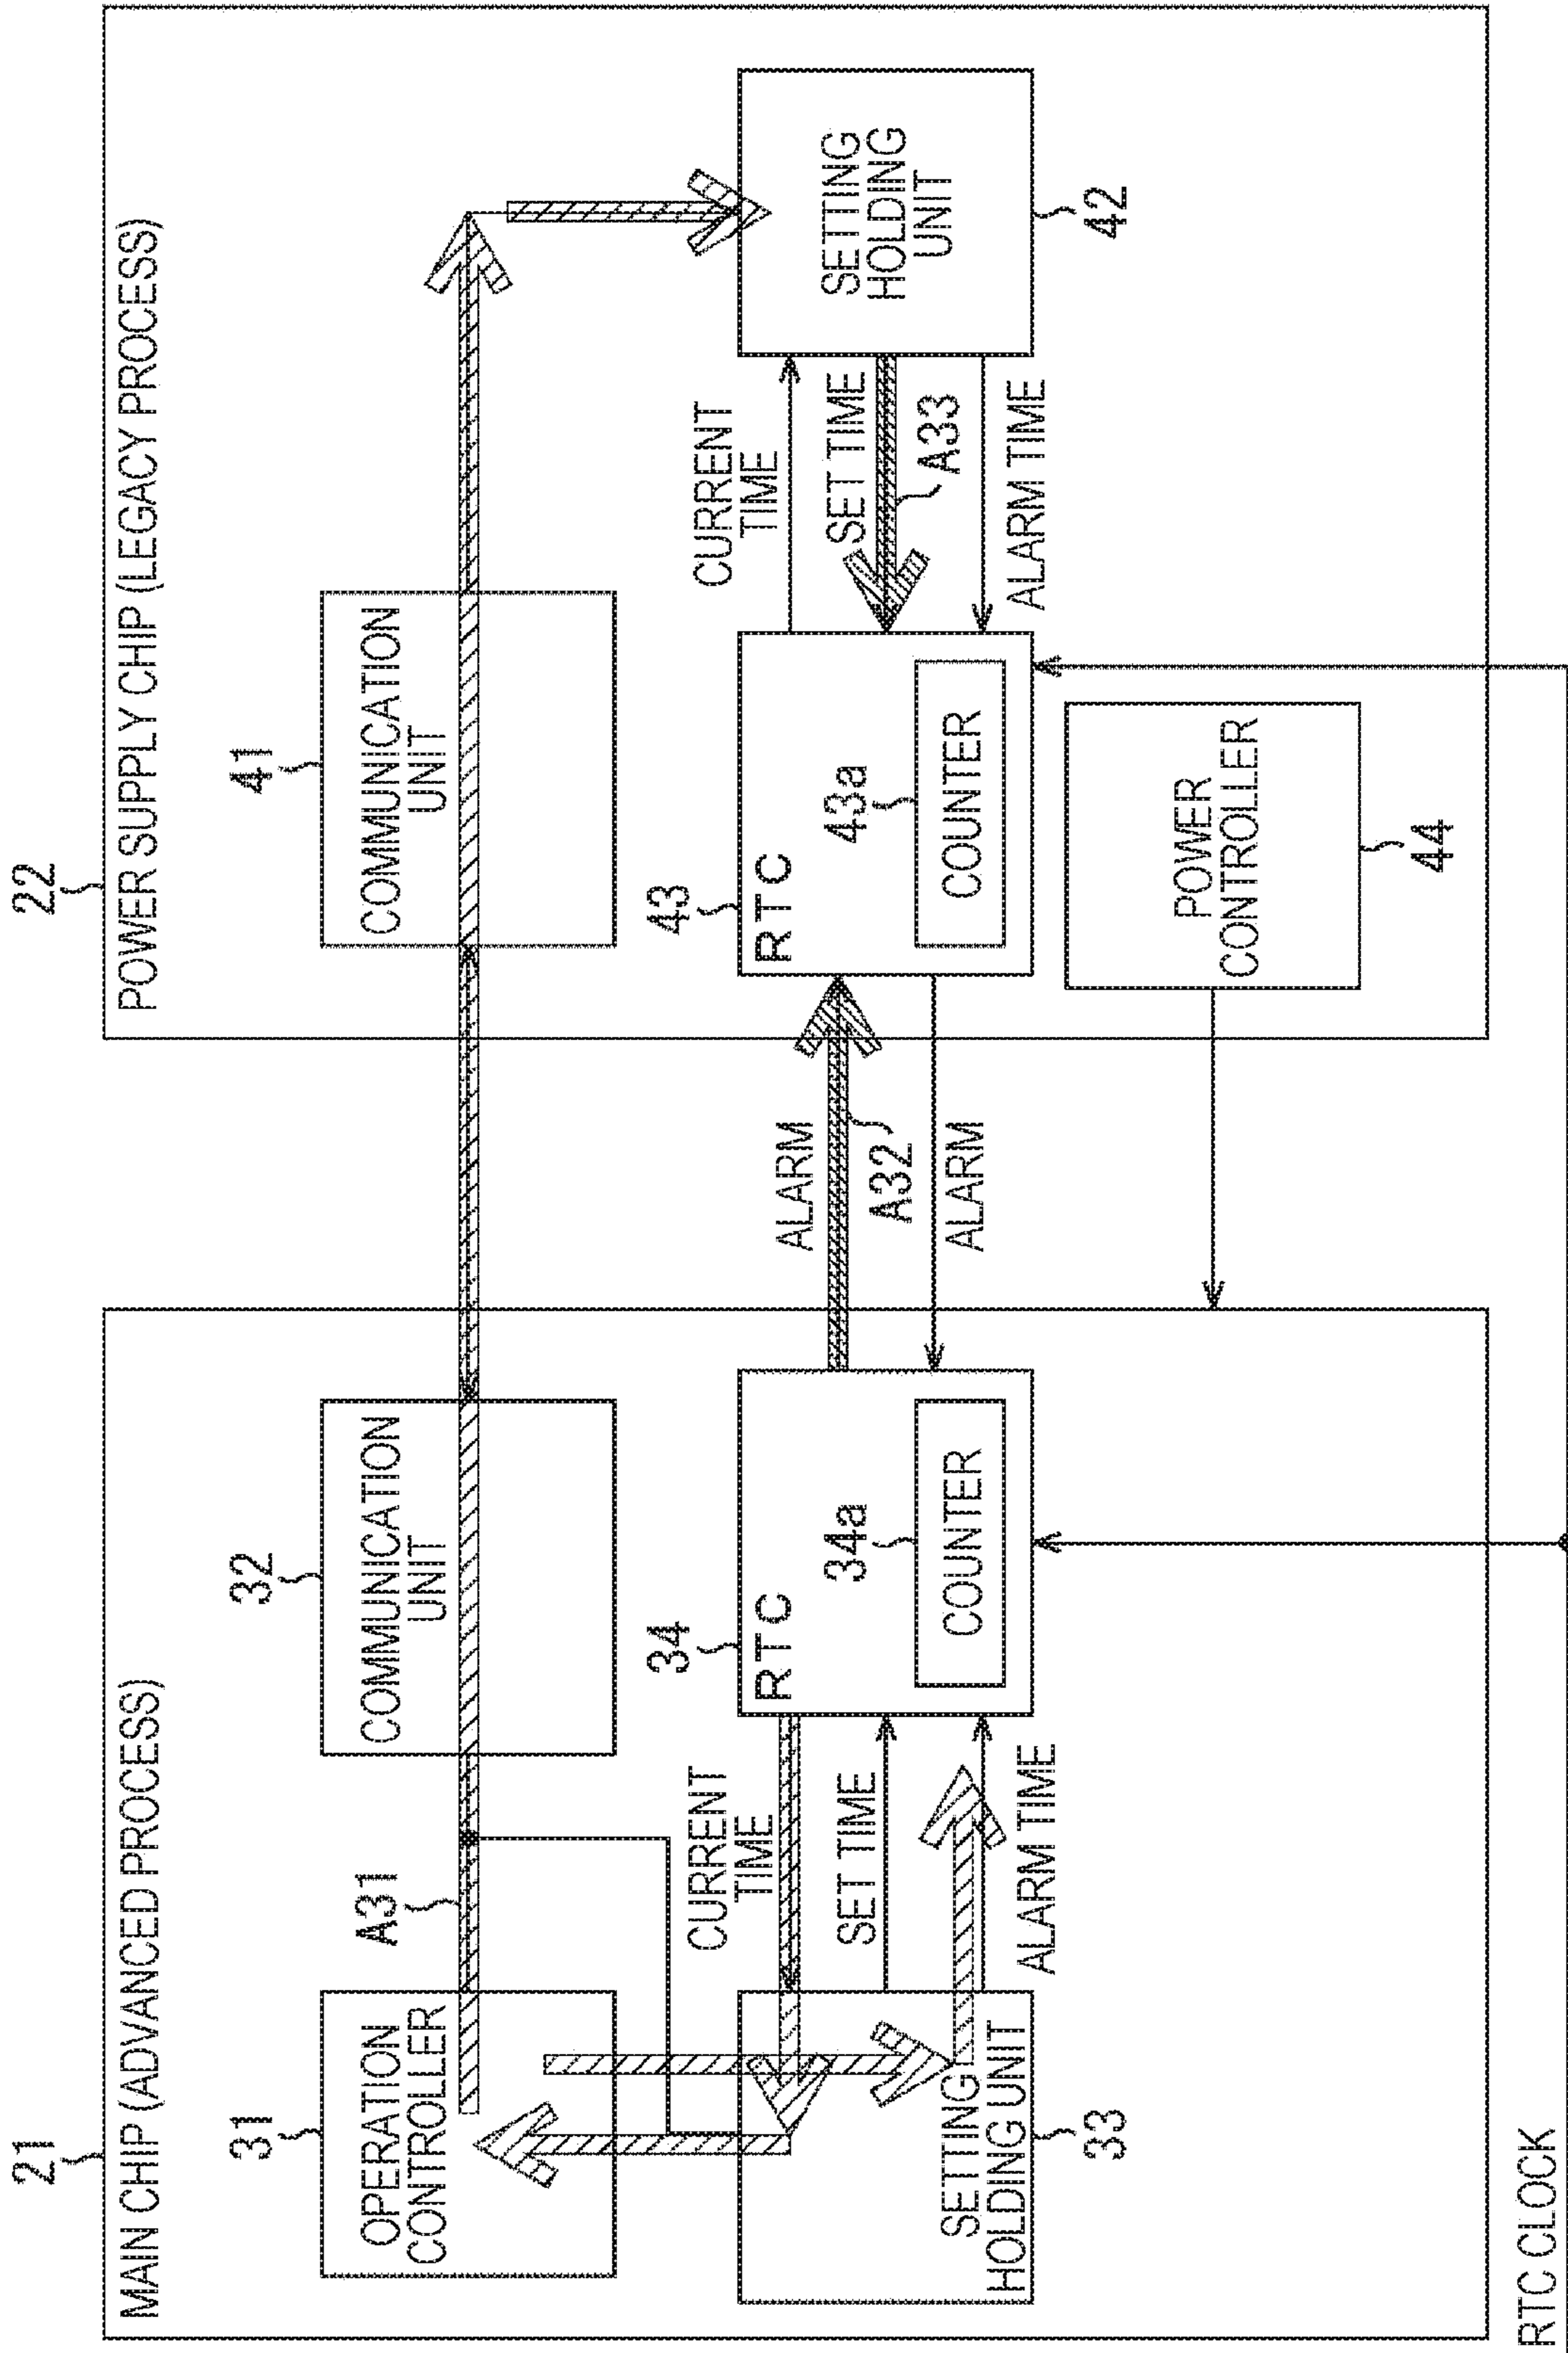 21
MAIN CHIP (ADVANCED PROCESS)
31
OPERATION
CONTROLLER
A31
32
COMMUNICATION
UNIT
CURRENT
TIME
SET TIME
ALARM TIME
SETTING
HOLDING UNIT
33
34
RTC
34a
COUNTER
ALARM
A32
ALARM
22
POWER SUPPLY CHIP (LEGACY PROCESS)
41
COMMUNICATION
UNIT
43
RTC
43a
COUNTER
CURRENT
TIME
SET TIME
A33
ALARM TIME
SETTING
HOLDING
UNIT
42
POWER
CONTROLLER
44
RTC CLOCK